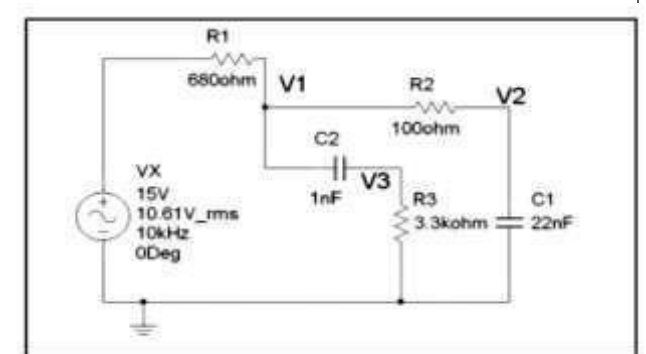 R1
680ohm
V1
R2
100ohm
V2
C2
1nF
V3
VX
15V
10.61V_rms
10kHz
0Deg
R3
3.3kohm
C1
22nF